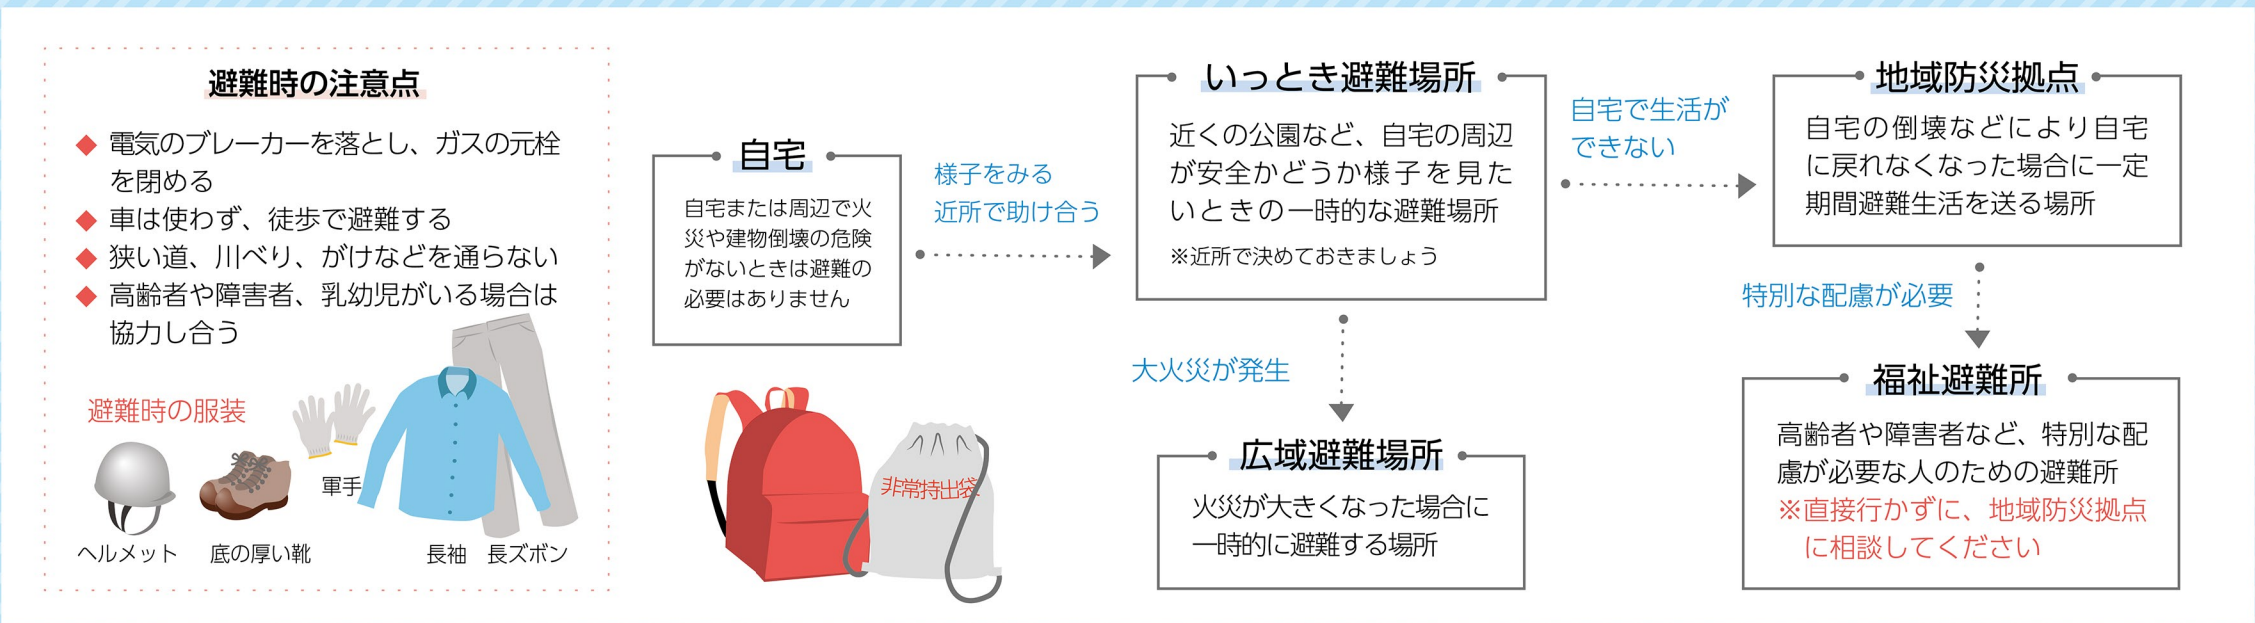 避難時の注意点
◆ 電気のブレーカーを落とし、ガスの元栓
を閉める
◆ 車は使わず、徒歩で避難する
◆ 狭い道、川べり、がけなどを通らない
◆ 高齢者や障害者、乳幼児がいる場合は
協力し合う
避難時の服装
軍手
ヘルメット
底の厚い靴
長袖
長ズボン
自宅
自宅または周辺で火
災や建物倒壊の危険
がないときは避難の
必要はありません
非常持出袋
様子をみる
近所で助け合う
いっとき避難場所
近くの公園など、自宅の周辺
が安全かどうか様子を見た
いときの一時的な避難場所
※近所で決めておきましょう
大火災が発生
広域避難場所
火災が大きくなった場合に
一時的に避難する場所
自宅で生活が
できない
地域防災拠点
自宅の倒壊などにより自宅
に戻れなくなった場合に一定
期間避難生活を送る場所
特別な配慮が必要
福祉避難所
高齢者や障害者など、特別な配
慮が必要な人のための避難所
※直接行かずに、地域防災拠点
に相談してください